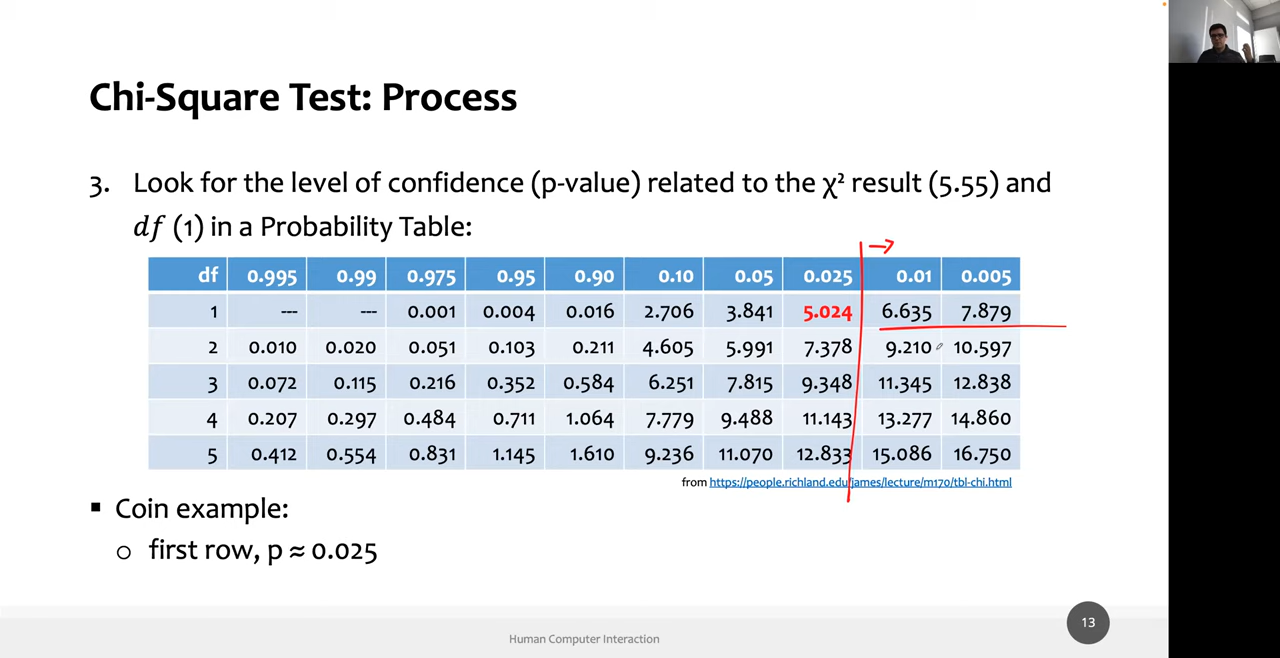 Chi-Square Test: Process
3. Look for the level of confidence (p-value) related to the χ² result (5.55) and
df (1) in a Probability Table:
df 0.995 0.99 0.975 0.95 0.90 0.10 0.05 0.025 0.01 0.005
1 --- --- 0.001 0.004 0.016 2.706 3.841 5.024 6.635 7.879
2 0.010 0.020 0.051 0.103 0.211 4.605 5.991 7.378 9.210 10.597
3 0.072 0.115 0.216 0.352 0.584 6.251 7.815 9.348 11.345 12.838
4 0.207 0.297 0.484 0.711 1.064 7.779 9.488 11.143 13.277 14.860
5 0.412 0.554 0.831 1.145 1.610 9.236 11.070 12.833 15.086 16.750
from https://people.richland.edu/james/lecture/m170/tbl-chi.html
▪ Coin example:
o first row, p ≈ 0.025
13
Human Computer Interaction